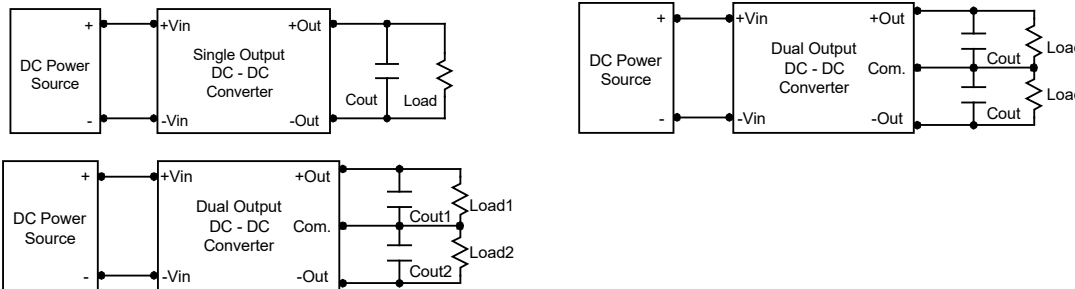 +
+Vin
+Out
DC Power
Source
Single Output
DC - DC
Converter
Cout
Load
-
-Vin
-Out
+
+Vin
+Out
DC Power
Source
Dual Output
DC - DC
Converter
Com.
Cout
Cout
-
-Vin
-Out
+
+Vin
+Out
DC Power
Source
Dual Output
DC - DC
Converter
Com.
Cout1
Load1
Cout2
Load2
-
-Vin
-Out